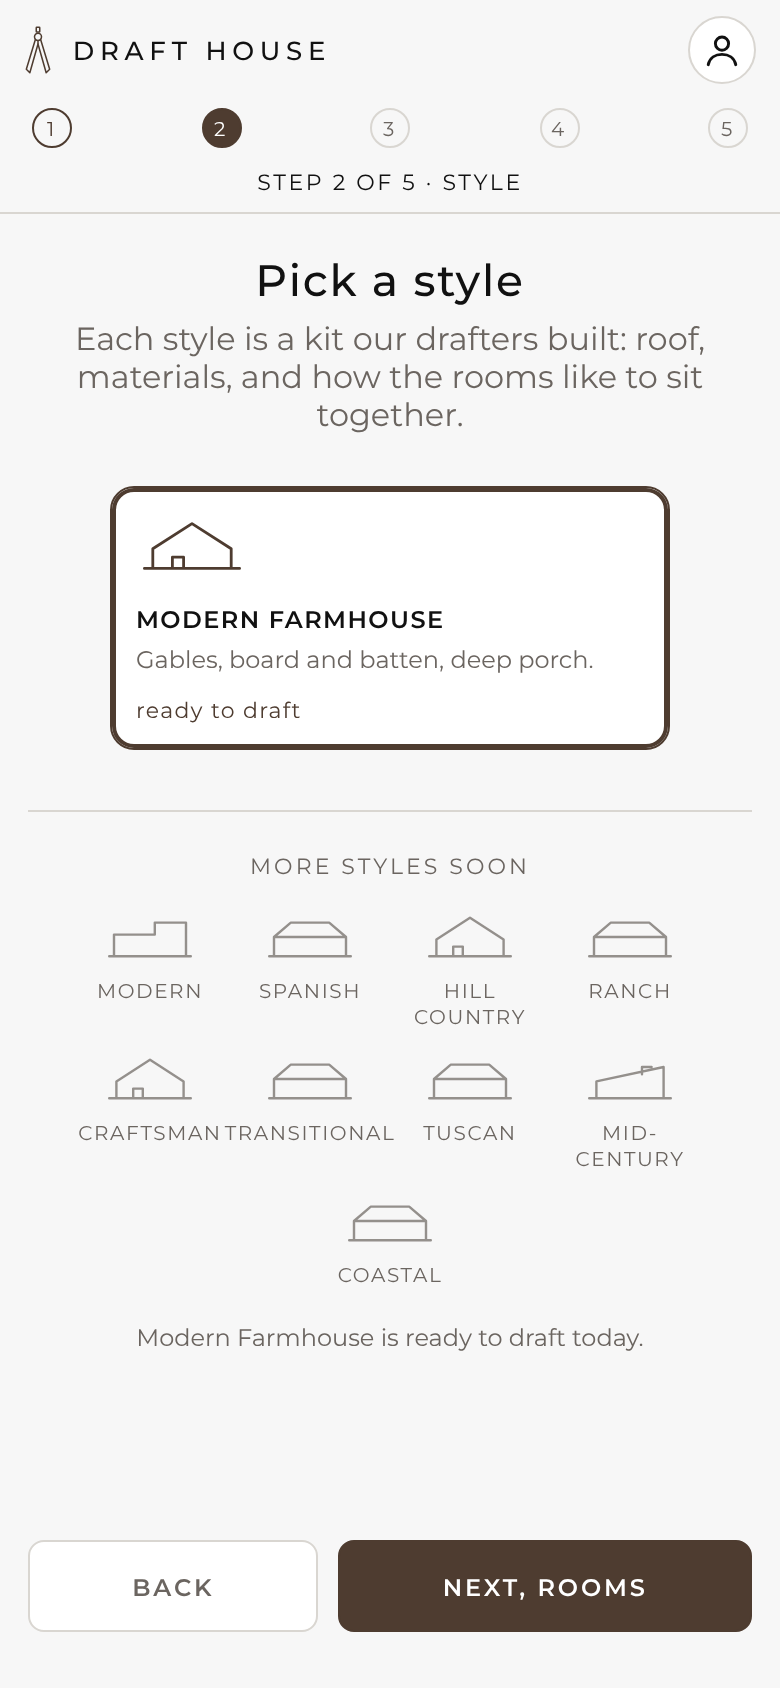 DRAFT HOUSE
1 2 3 4 5
STEP 2 OF 5 · STYLE
Pick a style
Each style is a kit our drafters built: roof,
materials, and how the rooms like to sit
together.
MODERN FARMHOUSE
Gables, board and batten, deep porch.
ready to draft
MORE STYLES SOON
MODERN
SPANISH
HILL
COUNTRY
RANCH
CRAFTSMAN
TRANSITIONAL
TUSCAN
MID-
CENTURY
COASTAL
Modern Farmhouse is ready to draft today.
BACK
NEXT, ROOMS